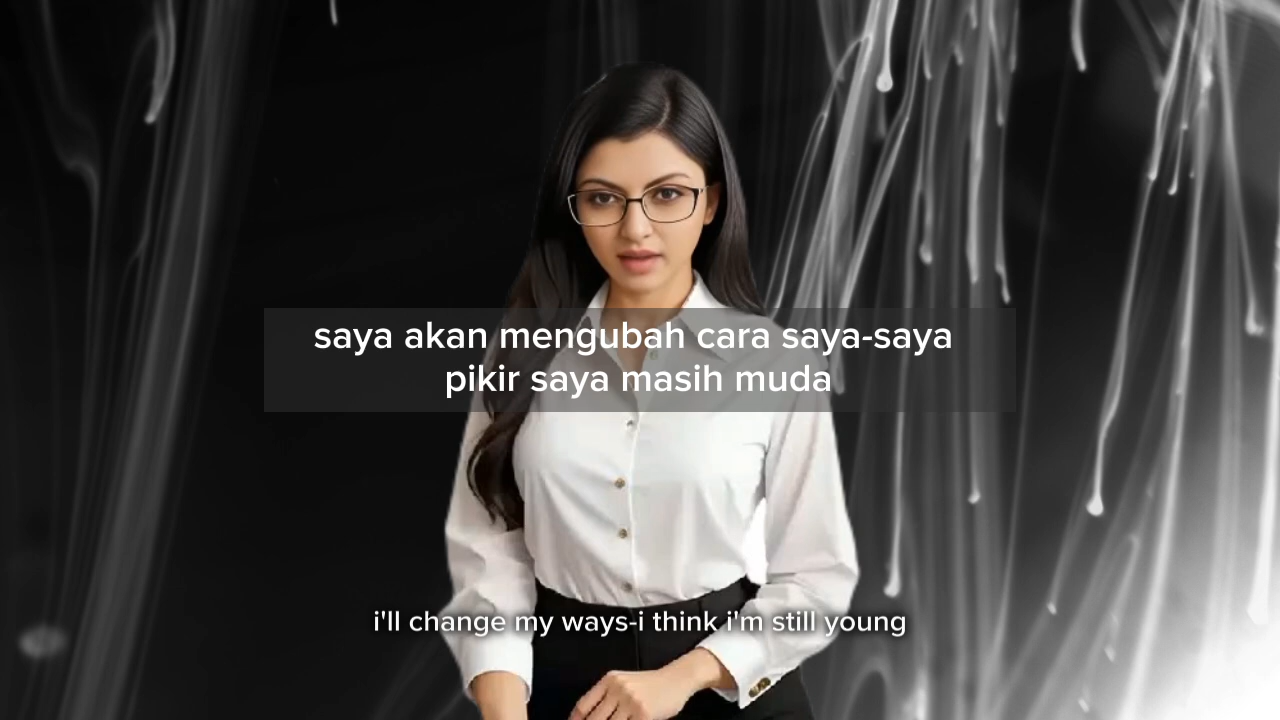 saya akan mengubah cara saya-saya
pikir saya masih muda
i'll change my ways-i think i'm still young